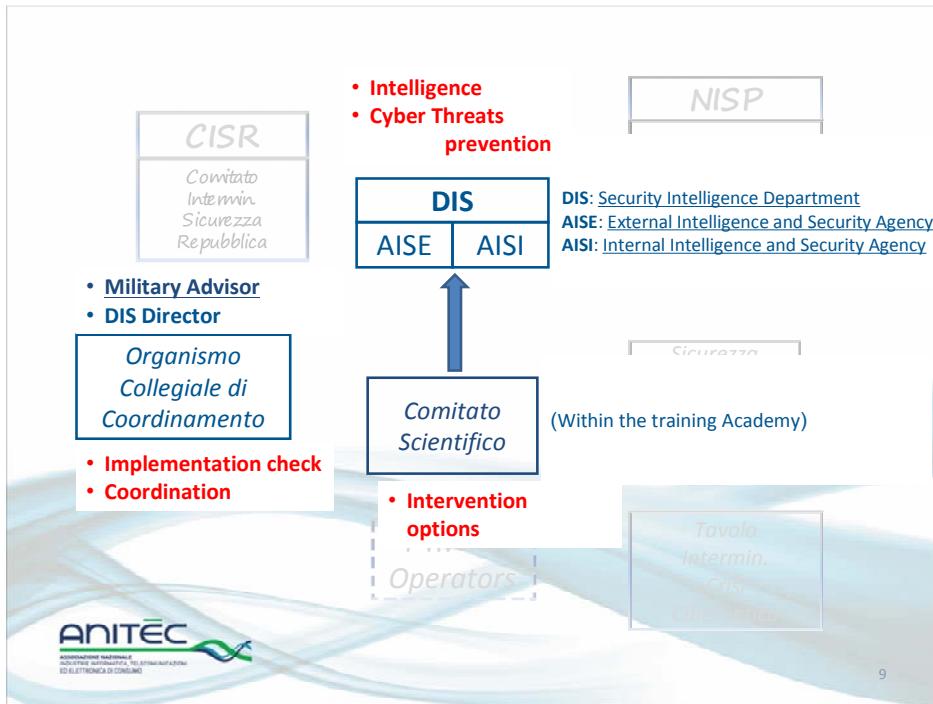 • Intelligence
• Cyber Threats
prevention
NISP
CISR
Comitato
Intermin.
Sicurezza
Repubblica
DIS
AISE AISI
DIS: Security Intelligence Department
AISE: External Intelligence and Security Agency
AISI: Internal Intelligence and Security Agency
• Military Advisor
• DIS Director
Organismo
Collegiale di
Coordinamento
Sicurezza
Comitato
Scientifico
(Within the training Academy)
• Implementation check
• Coordination
• Intervention
options
Operators
Tavolo
Intermin.
Crisi
ANITEC
ASSOCIAZIONE NAZIONALE
INDUSTRIE INFORMATICA, TELECOMUNICAZIONI
ED ELETTRONICA DI CONSUMO
9